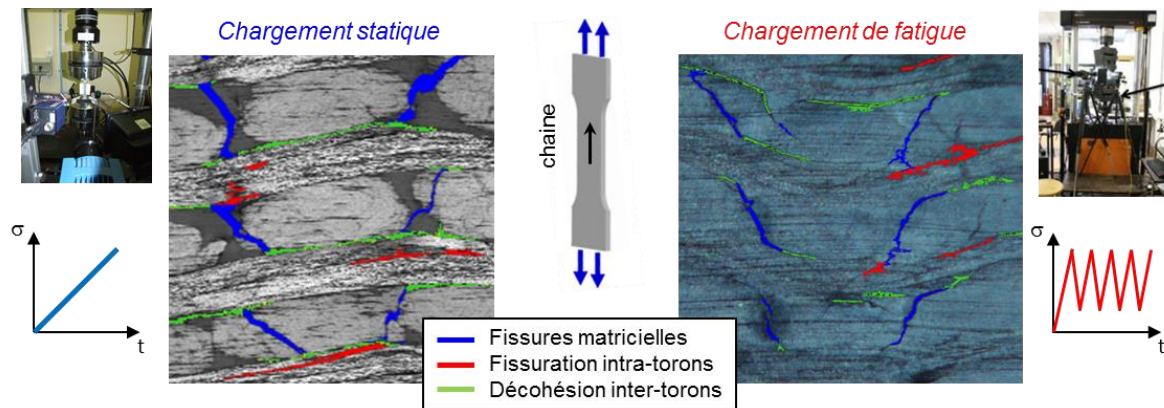 Chargement statique
Chargement de fatigue
chaine
σ
t
σ
t
Fissures matricielles
Fissuration intra-torons
Décohésion inter-torons